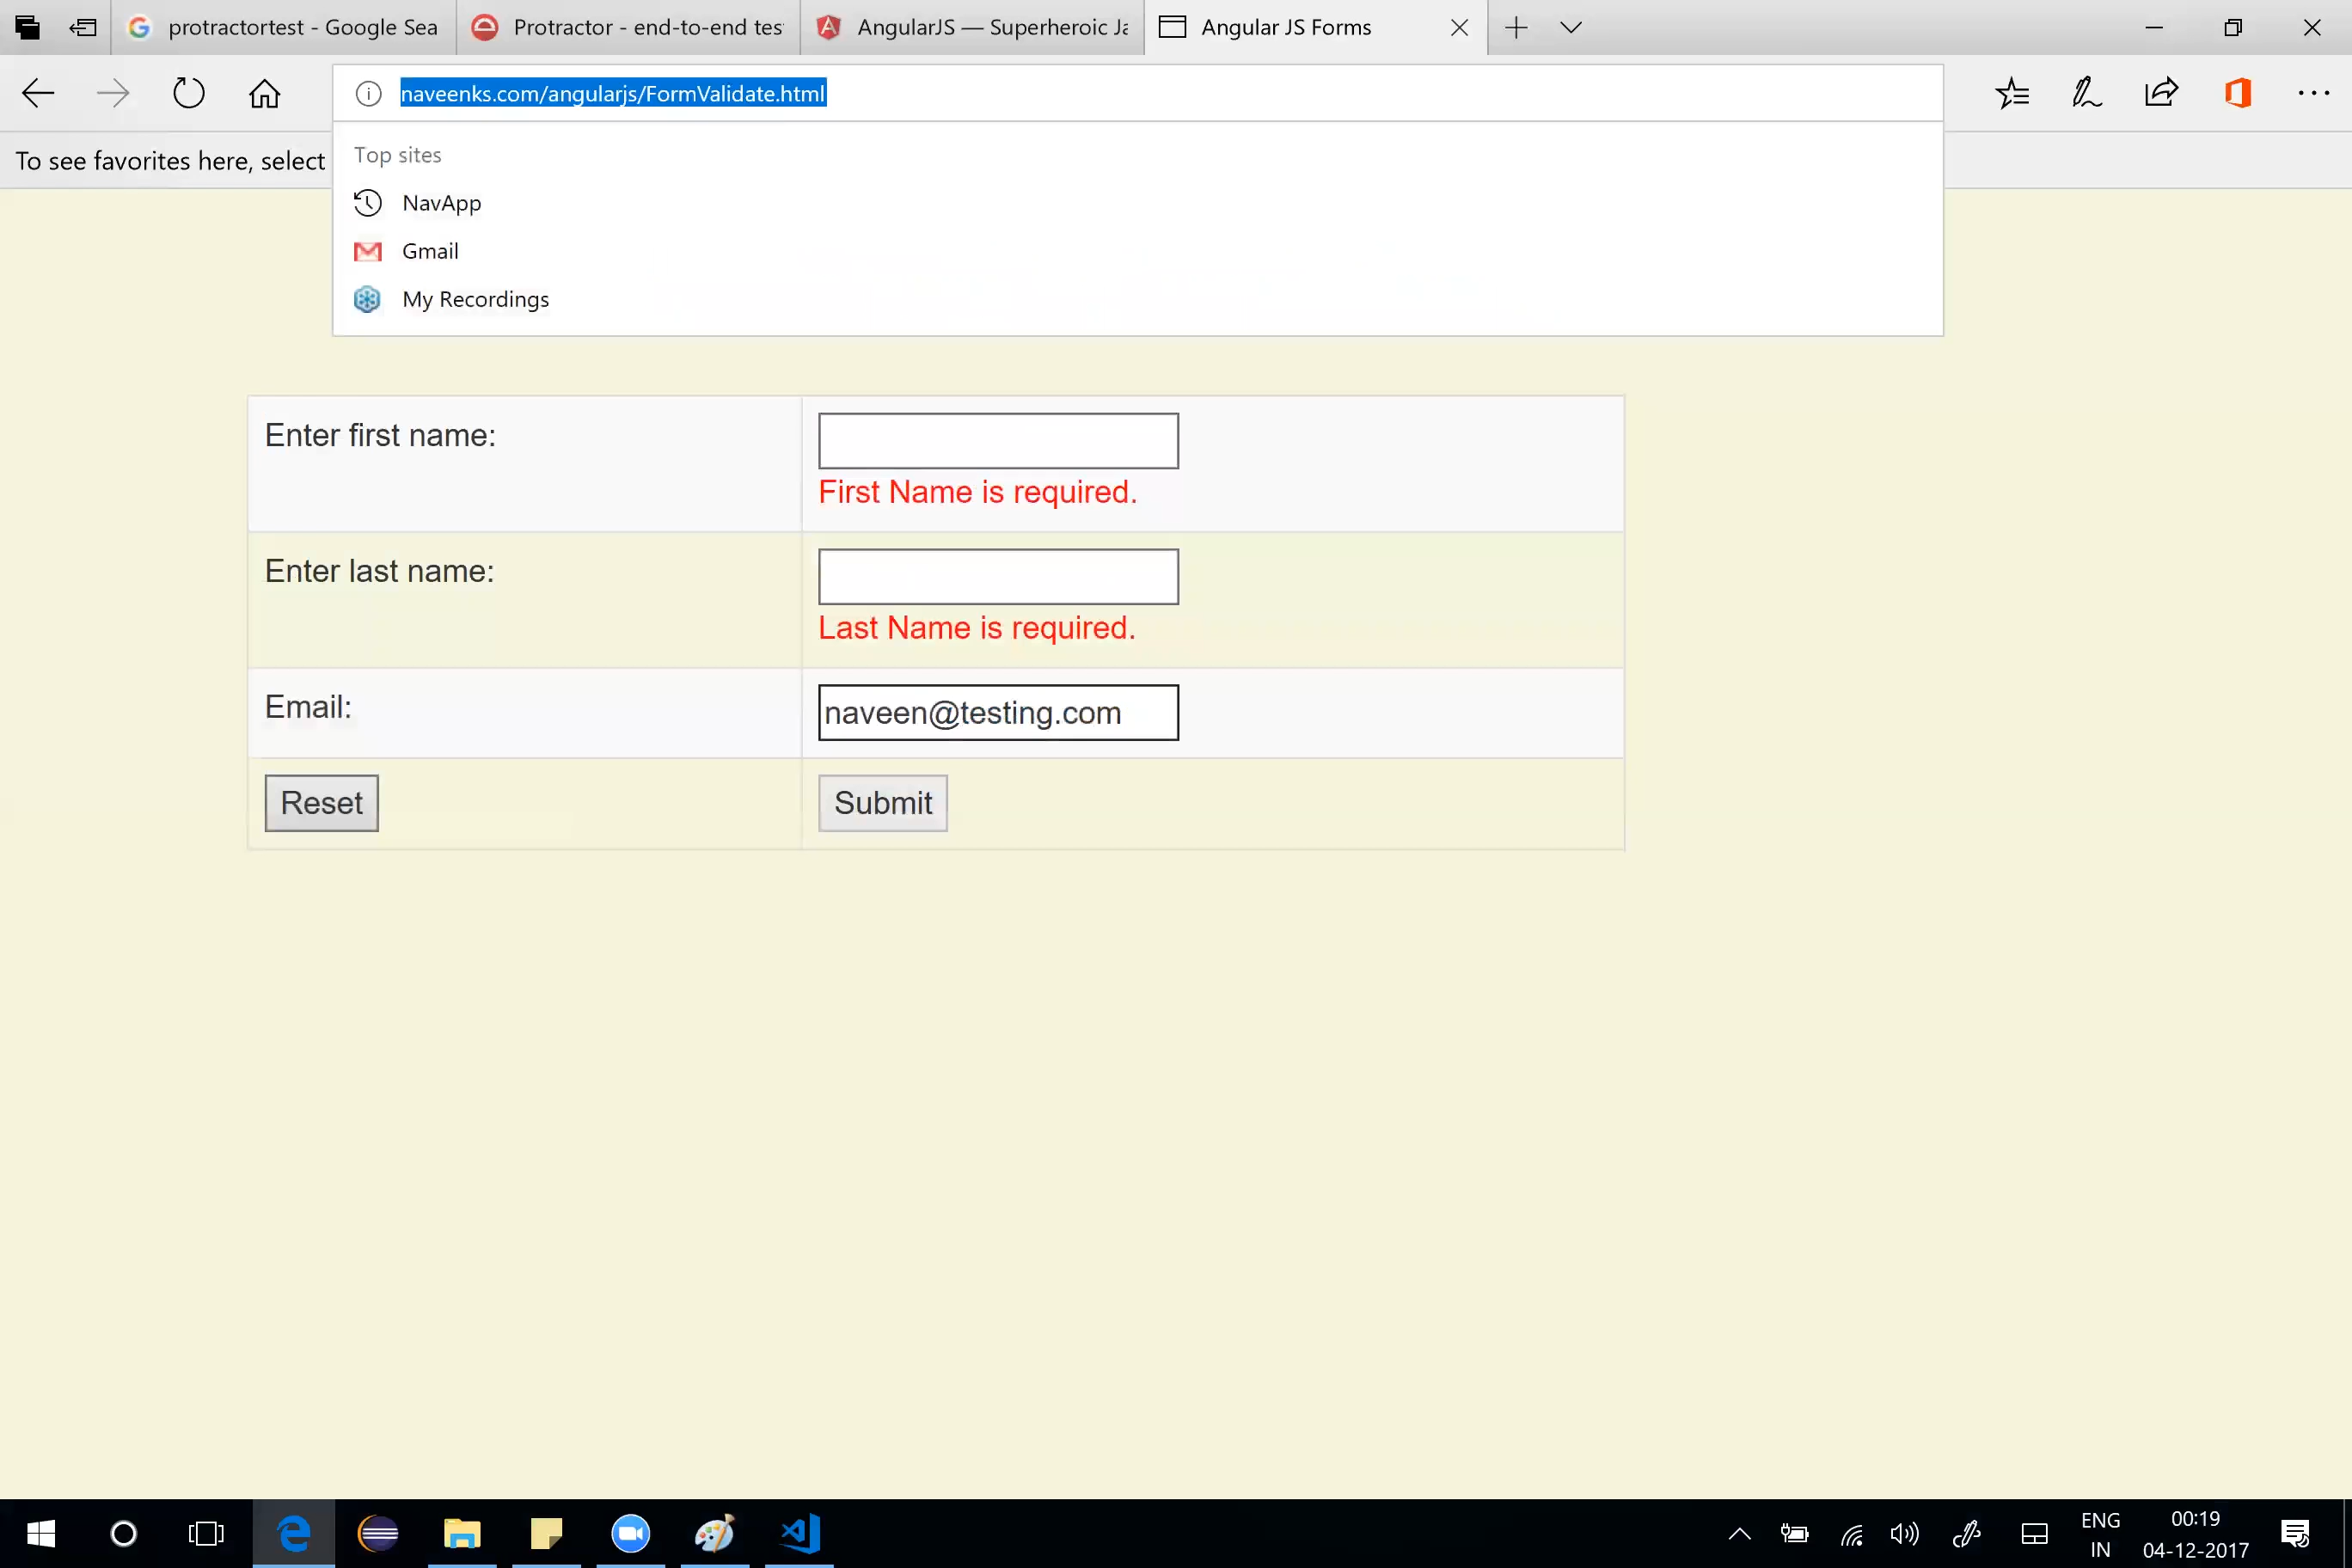 protractortest - Google Sea
Protractor - end-to-end tes
AngularJS — Superheroic Ja
Angular JS Forms
naveenks.com/angularjs/FormValidate.html
To see favorites here, select
Top sites
NavApp
Gmail
My Recordings
Enter first name:
First Name is required.
Enter last name:
Last Name is required.
Email:
naveen@testing.com
Reset
Submit
ENG
IN
00:19
04-12-2017